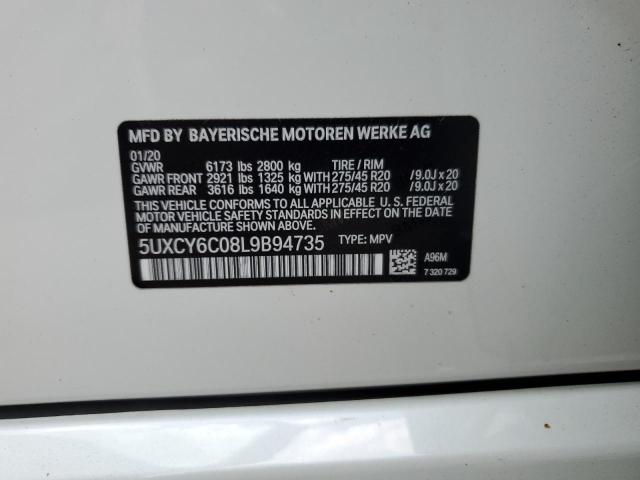 MFD BY BAYERISCHE MOTOREN WERKE AG
01/20
GVWR 6173 lbs 2800 kg TIRE / RIM
GAWR FRONT 2921 lbs 1325 kg WITH 275/45 R20 /9.0J x 20
GAWR REAR 3616 lbs 1640 kg WITH 275/45 R20 /9.0J x 20
THIS VEHICLE CONFORMS TO ALL APPLICABLE U.S. FEDERAL
MOTOR VEHICLE SAFETY STANDARDS IN EFFECT ON THE
DATE OF MANUFACTURE SHOWN ABOVE.
5UXCY6C08L9B94735 TYPE: MPV
A96M
7 320 729